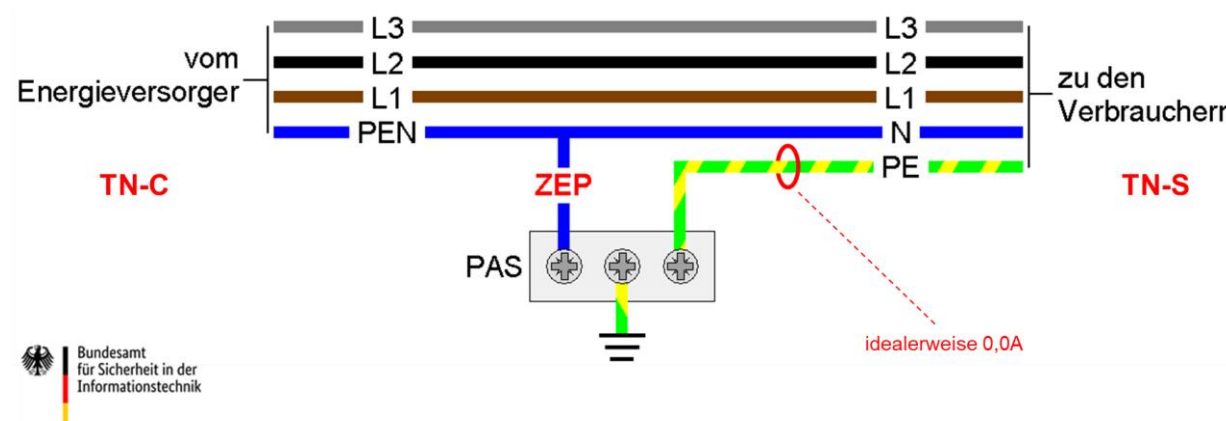 L3 L3
vom L2 L2 zu den
Energieversorger L1 L1 Verbrauchern
PEN N
PE
TN-C ZEP TN-S
PAS
idealerweise 0,0A
Bundesamt
für Sicherheit in der
Informationstechnik